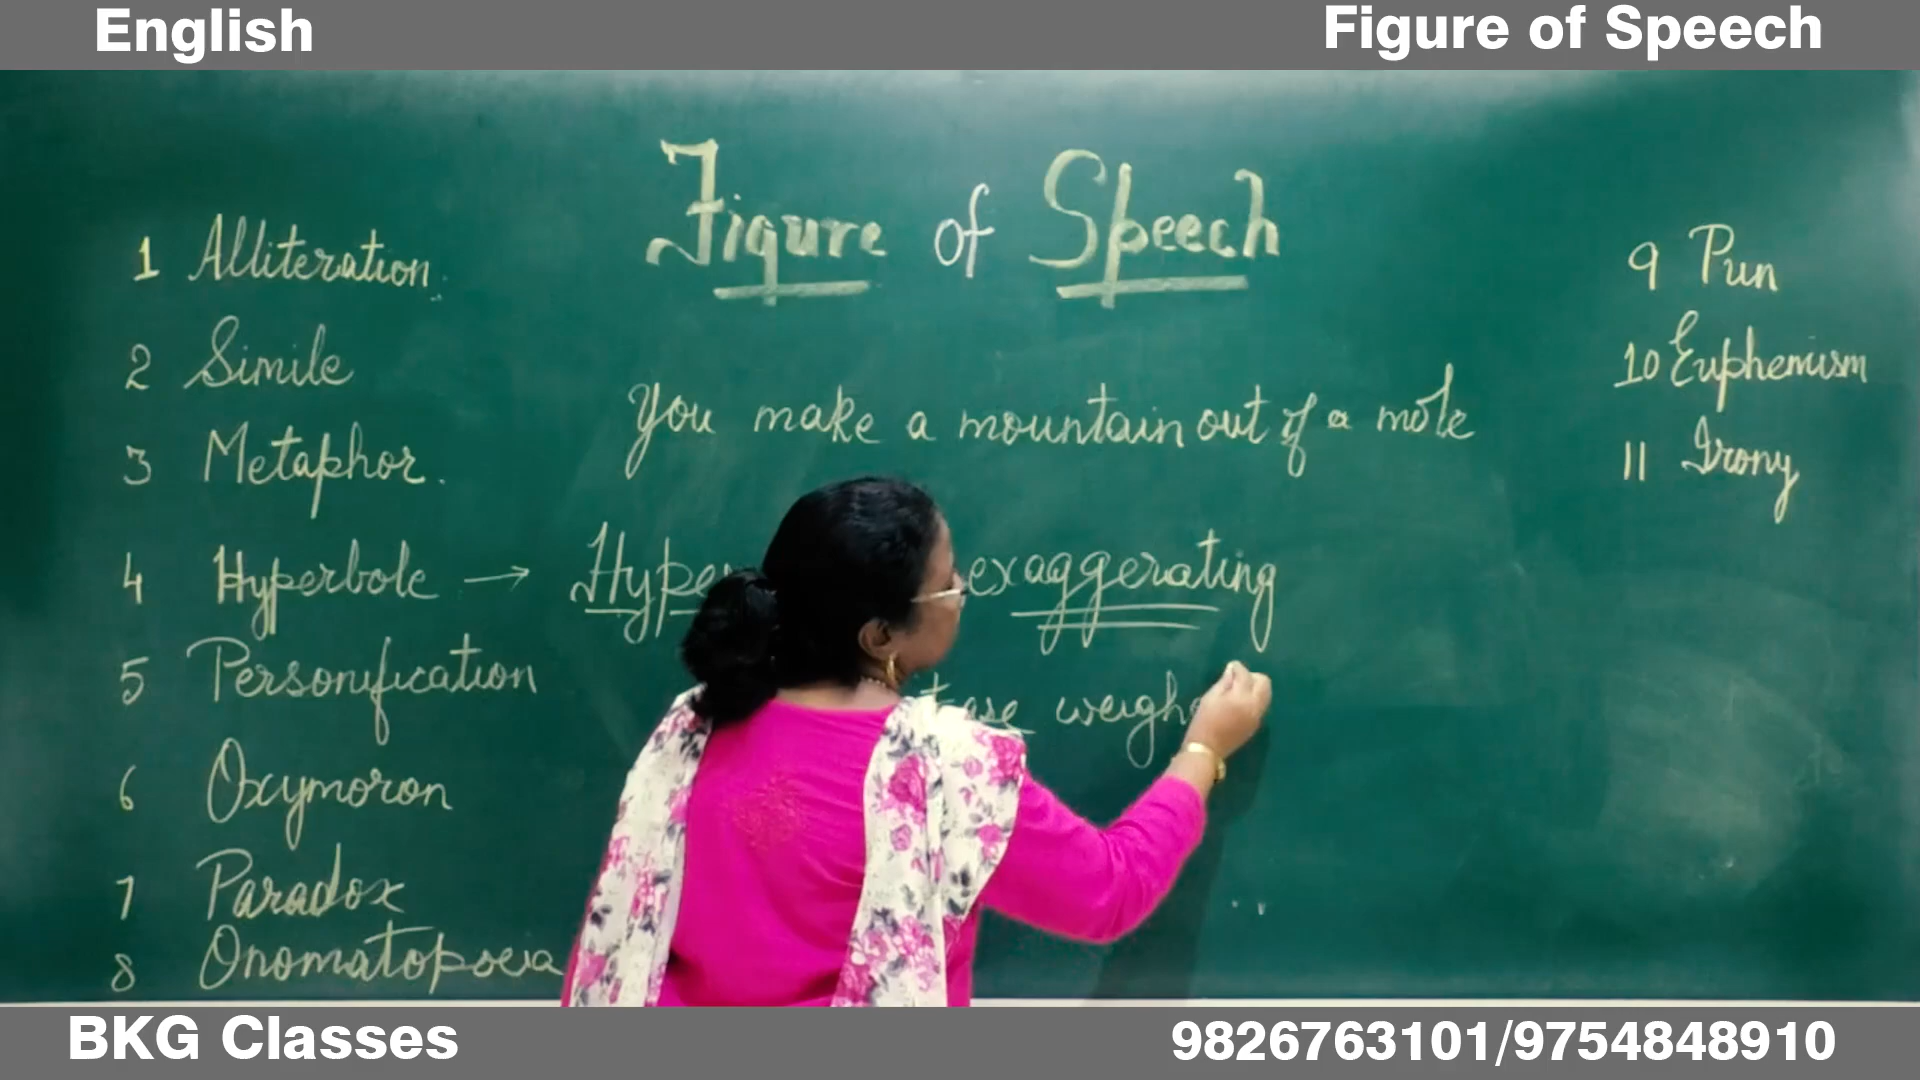 English
Figure of Speech
Figure of Speech
1 Alliteration.
2 Simile
3 Metaphor.
4 Hyperbole → Hype exaggerating
5 Personification
6 Oxymoron
7 Paradox
8 Onomatopoeia
You make a mountain out of a mole
weighe
9 Pun
10 Euphemism
11 Irony
BKG Classes
9826763101/9754848910